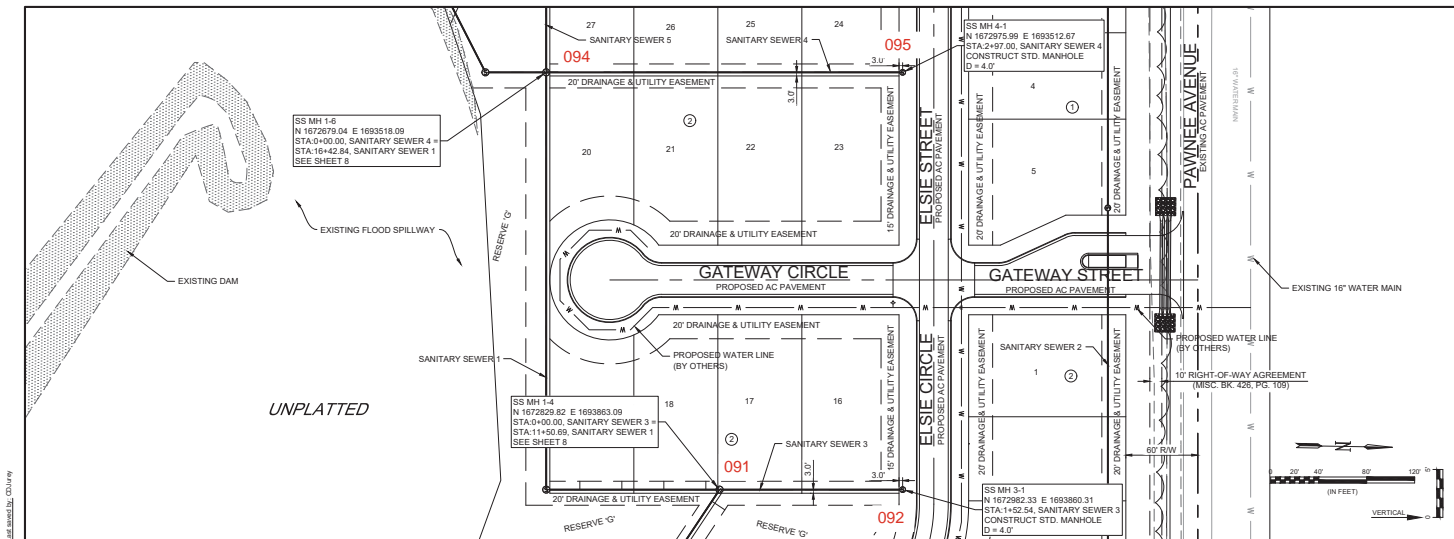 27
26
25
24
SANITARY SEWER 5
SANITARY SEWER 4
094
095
3.0'
SS MH 4-1
N 1672975.99 E 1693512.67
STA:2+97.00, SANITARY SEWER 4
CONSTRUCT STD. MANHOLE
D = 4.0'
20' DRAINAGE & UTILITY EASEMENT
3.0'
SS MH 1-6
N 1672679.04 E 1693518.09
STA:0+00.00, SANITARY SEWER 4 =
STA:16+42.84, SANITARY SEWER 1
SEE SHEET 8
2
20
21
22
23
15' DRAINAGE & UTILITY EASEMENT
ELSIE STREET
PROPOSED AC PAVEMENT
20' DRAINAGE & UTILITY EASEMENT
4
1
5
20' DRAINAGE & UTILITY EASEMENT
PAWNEE AVENUE
EXISTING AC PAVEMENT
16" WATERMAIN
W
W
W
W
EXISTING FLOOD SPILLWAY
RESERVE 'G'
EXISTING DAM
20' DRAINAGE & UTILITY EASEMENT
GATEWAY CIRCLE
PROPOSED AC PAVEMENT
GATEWAY STREET
PROPOSED AC PAVEMENT
EXISTING 16" WATER MAIN
20' DRAINAGE & UTILITY EASEMENT
SANITARY SEWER 1
PROPOSED WATER LINE
(BY OTHERS)
SANITARY SEWER 2
PROPOSED WATER LINE
(BY OTHERS)
10' RIGHT-OF-WAY AGREEMENT
(MISC. BK. 426, PG. 109)
15' DRAINAGE & UTILITY EASEMENT
ELSIE CIRCLE
PROPOSED AC PAVEMENT
20' DRAINAGE & UTILITY EASEMENT
20' DRAINAGE & UTILITY EASEMENT
1
2
UNPLATTED
SS MH 1-4
N 1672829.82 E 1693863.09
STA:0+00.00, SANITARY SEWER 3 =
STA:11+50.69, SANITARY SEWER 1
SEE SHEET 8
18
17
16
2
SANITARY SEWER 3
091
3.0'
3.0'
60' R/W
N
0 20' 40' 80' 120'
(IN FEET)
5'
0
VERTICAL
20' DRAINAGE & UTILITY EASEMENT
092
SS MH 3-1
N 1672982.33 E 1693860.31
STA:1+52.54, SANITARY SEWER 3
CONSTRUCT STD. MANHOLE
D = 4.0'
RESERVE 'G'
RESERVE 'G'